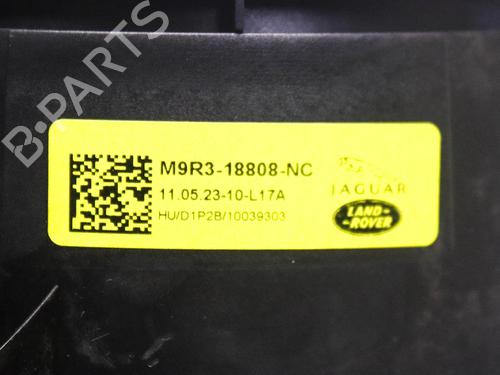 B-PARTS
M9R3-18808-NC
11.05.23-10-L17A
HU/D1P2B/10039303
JAGUAR
LAND-
-ROVER